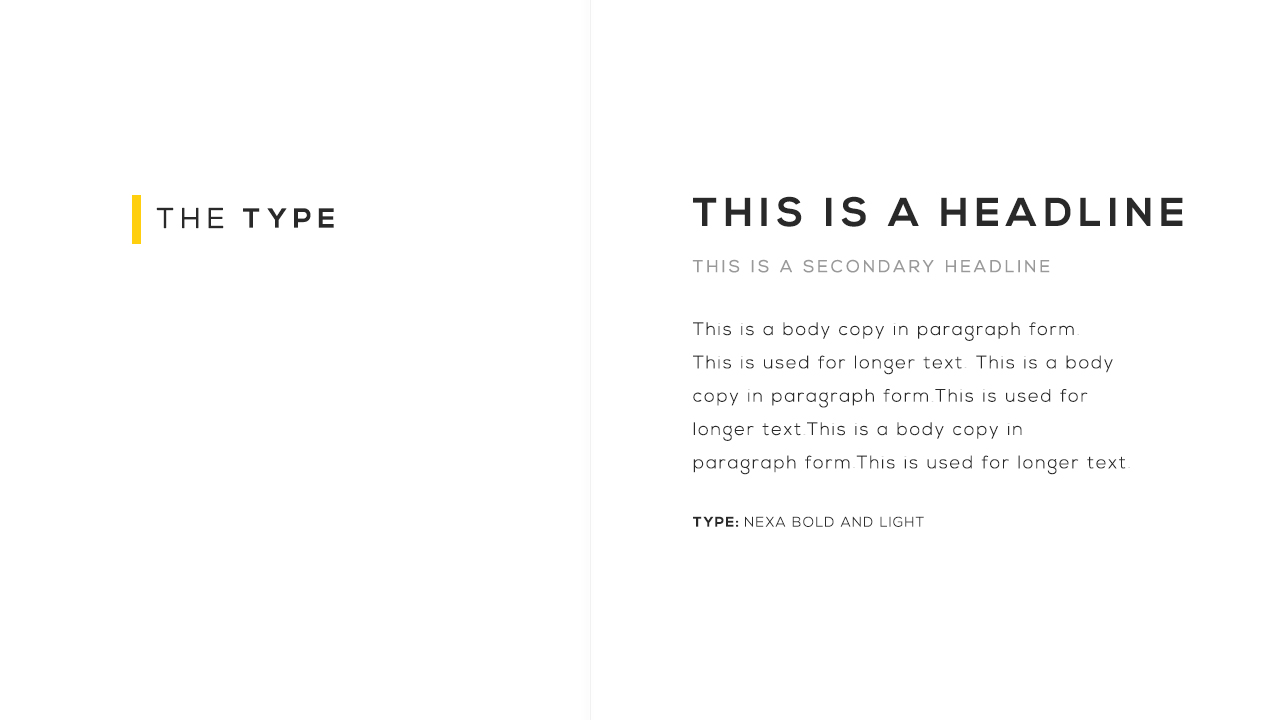 THE TYPE
THIS IS A HEADLINE
THIS IS A SECONDARY HEADLINE
This is a body copy in paragraph form.
This is used for longer text. This is a body
copy in paragraph form.This is used for
longer text.This is a body copy in
paragraph form.This is used for longer text.
TYPE: NEXA BOLD AND LIGHT